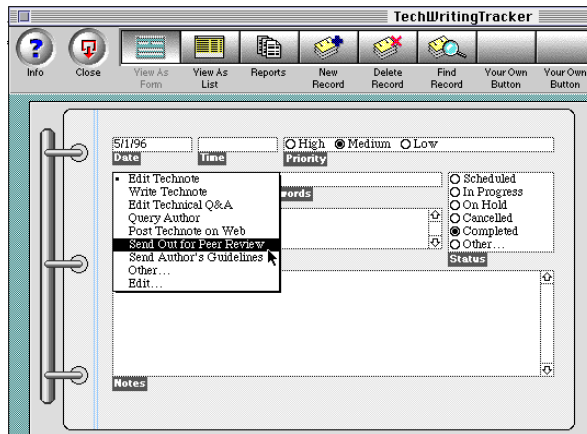 TechWritingTracker
Info
Close
View As Form
View As List
Reports
New Record
Delete Record
Find Record
Your Own Button
Your Own Button
5/1/96
High Medium Low
Date
Time
Priority
• Edit Technote
Write Technote
Edit Technical Q&A
Query Author
Post Technote on Web
Send Out for Peer Review
Send Author's Guidelines
Other...
Edit...
Scheduled
In Progress
On Hold
Cancelled
Completed
Other...
Status
Notes